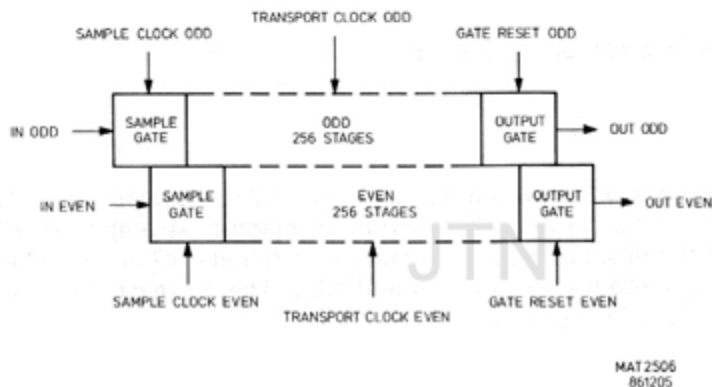 TRANSPORT CLOCK ODD
SAMPLE CLOCK ODD
GATE RESET ODD
IN ODD
SAMPLE
GATE
ODD
256 STAGES
OUTPUT
GATE
OUT ODD
IN EVEN
SAMPLE
GATE
EVEN
256 STAGES
OUTPUT
GATE
OUT EVEN
JTN
SAMPLE CLOCK EVEN
TRANSPORT CLOCK EVEN
GATE RESET EVEN
MAT2506
861205